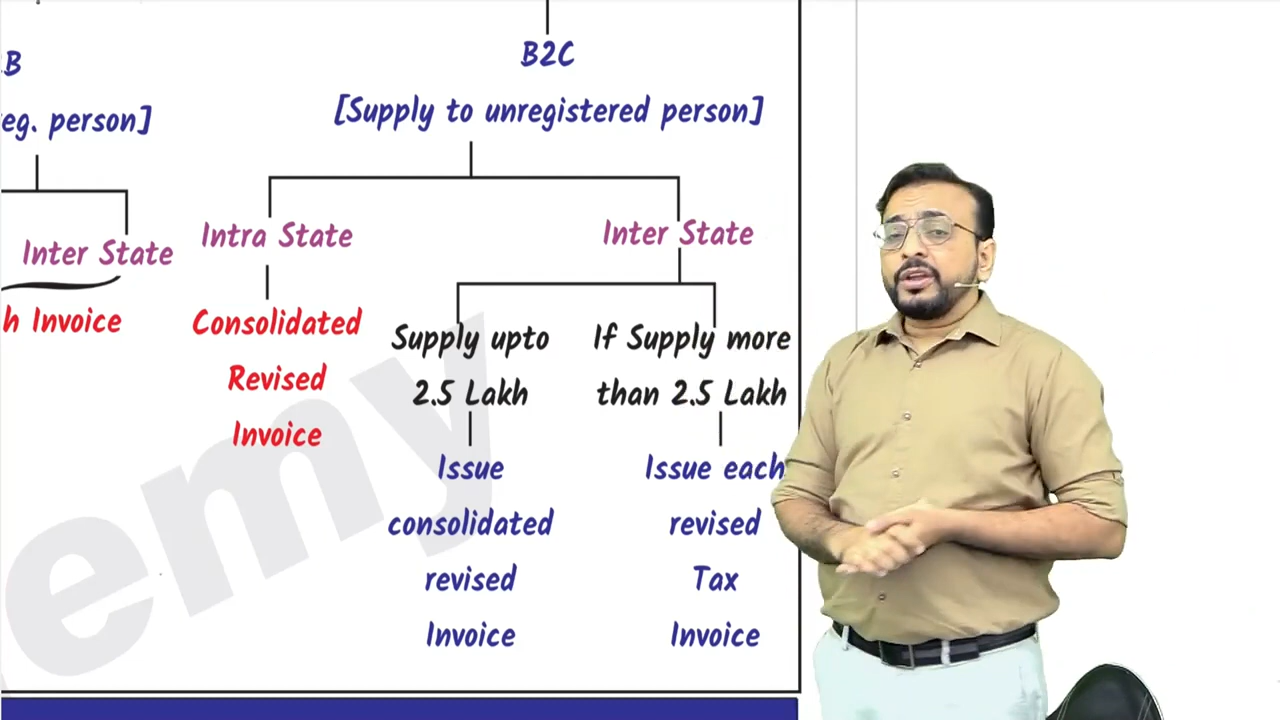 B2C
[Supply to unregistered person]
eg. person]
Inter State
h Invoice
Intra State
Consolidated
Revised
Invoice
Inter State
Supply upto
2.5 Lakh
Issue
consolidated
revised
Invoice
If Supply more
than 2.5 Lakh
Issue each
revised
Tax
Invoice
emy